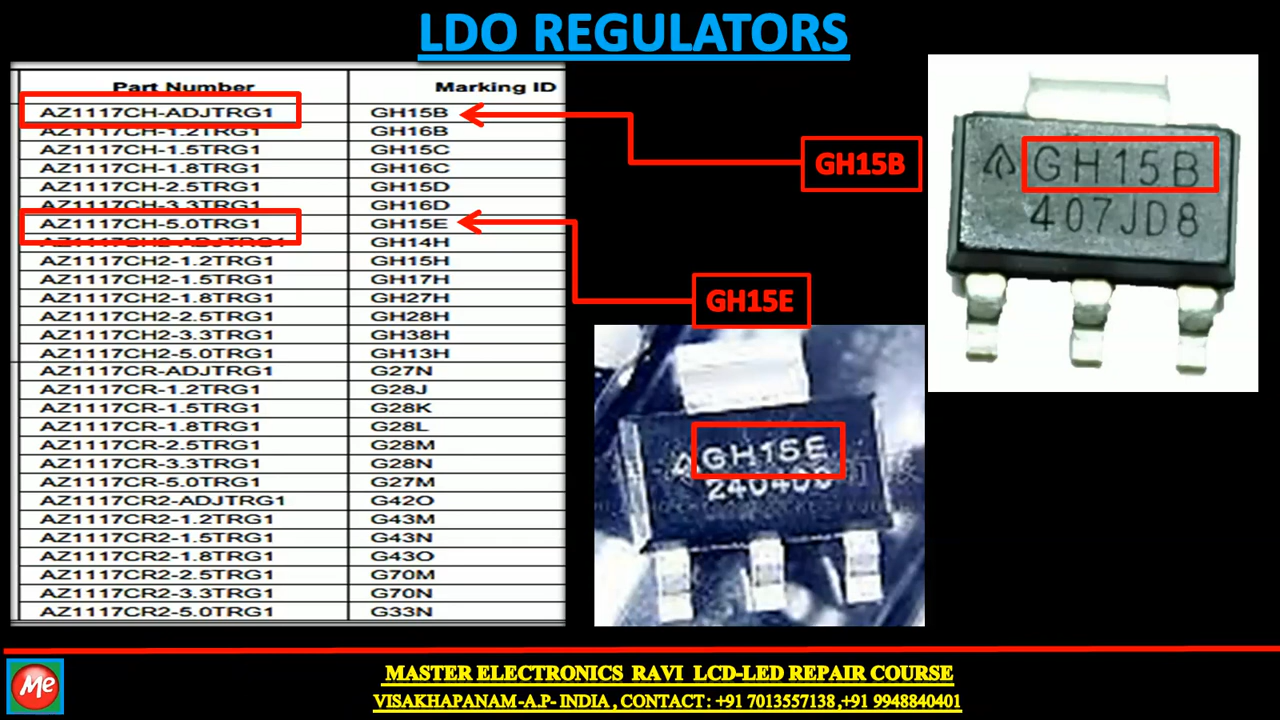 LDO REGULATORS
Part Number Marking ID
AZ1117CH-ADJTRG1 GH15B
AZ1117CH-1.2TRG1 GH16B
AZ1117CH-1.5TRG1 GH15C
AZ1117CH-1.8TRG1 GH16C
AZ1117CH-2.5TRG1 GH15D
AZ1117CH-3.3TRG1 GH16D
AZ1117CH-5.0TRG1 GH15E
AZ1117CH2-ADJTRG1 GH14H
AZ1117CH2-1.2TRG1 GH15H
AZ1117CH2-1.5TRG1 GH17H
AZ1117CH2-1.8TRG1 GH27H
AZ1117CH2-2.5TRG1 GH28H
AZ1117CH2-3.3TRG1 GH38H
AZ1117CH2-5.0TRG1 GH13H
AZ1117CR-ADJTRG1 G27N
AZ1117CR-1.2TRG1 G28J
AZ1117CR-1.5TRG1 G28K
AZ1117CR-1.8TRG1 G28L
AZ1117CR-2.5TRG1 G28M
AZ1117CR-3.3TRG1 G28N
AZ1117CR-5.0TRG1 G27M
AZ1117CR2-ADJTRG1 G42O
AZ1117CR2-1.2TRG1 G43M
AZ1117CR2-1.5TRG1 G43N
AZ1117CR2-1.8TRG1 G43O
AZ1117CR2-2.5TRG1 G70M
AZ1117CR2-3.3TRG1 G70N
AZ1117CR2-5.0TRG1 G33N
GH15B
GH15B
407JD8
GH15E
GH15E
Me
MASTER ELECTRONICS RAVI LCD-LED REPAIR COURSE
VISAKHAPANAM -A.P- INDIA , CONTACT : +91 7013557138 ,+91 9948840401